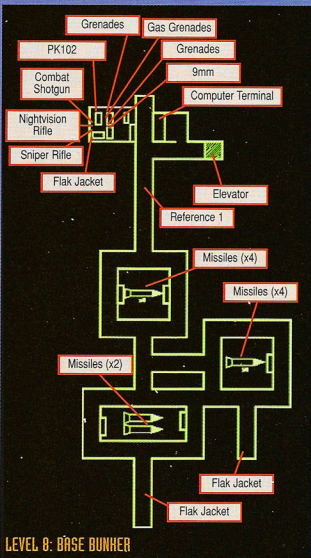 Grenades
Gas Grenades
PK102
Grenades
9mm
Combat
Shotgun
Computer Terminal
Nightvision
Rifle
Sniper Rifle
Flak Jacket
Elevator
Reference 1
Missiles (x4)
Missiles (x4)
Missiles (x2)
Flak Jacket
Flak Jacket
LEVEL 8: BASE BUNKER